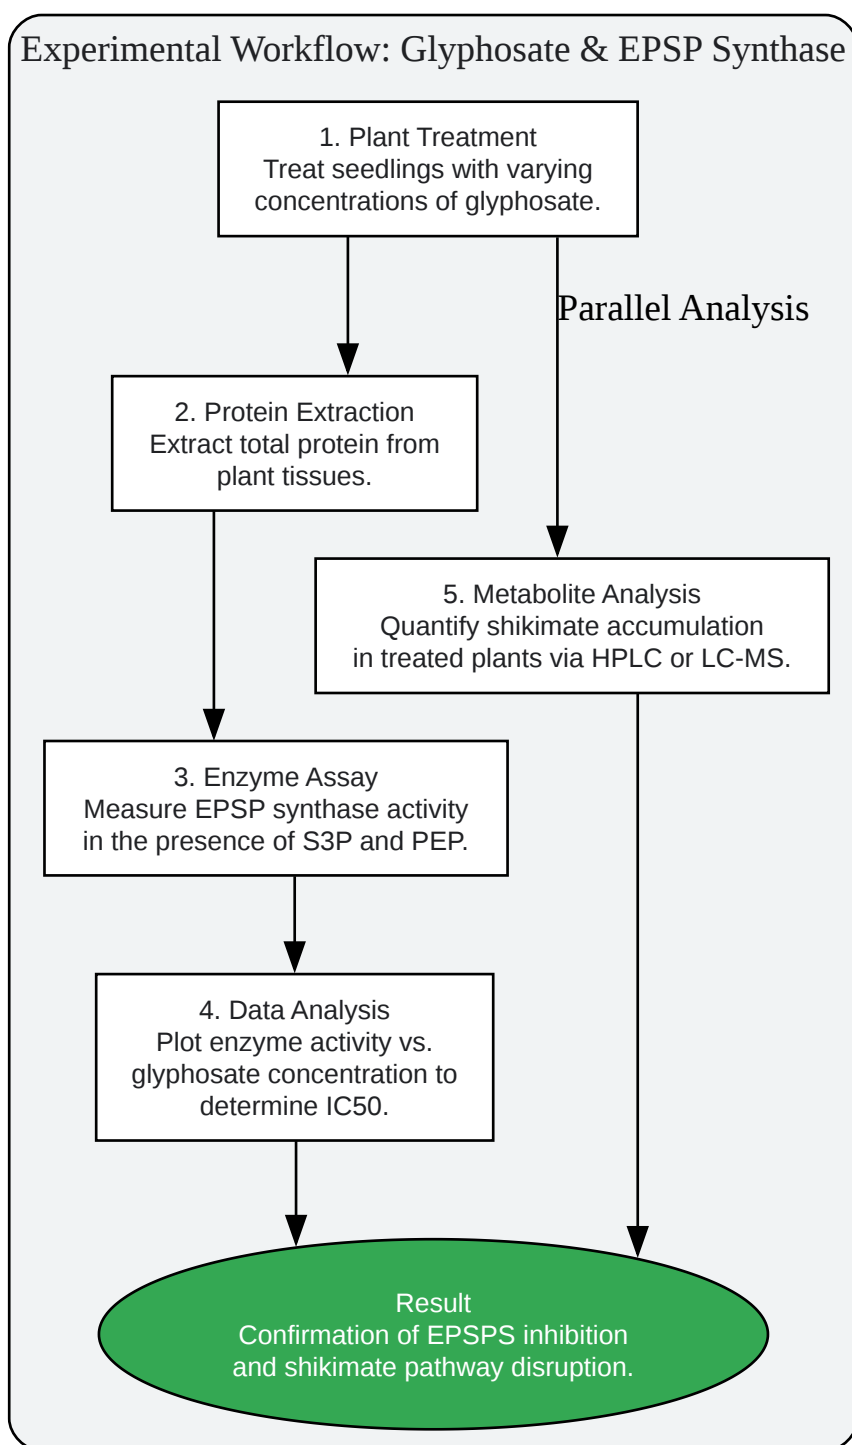 Experimental Workflow: Glyphosate & EPSP Synthase
1. Plant Treatment
Treat seedlings with varying
concentrations of glyphosate.
Parallel Analysis
2. Protein Extraction
Extract total protein from
plant tissues.
5. Metabolite Analysis
Quantify shikimate accumulation
in treated plants via HPLC or LC-MS.
3. Enzyme Assay
Measure EPSP synthase activity
in the presence of S3P and PEP.
4. Data Analysis
Plot enzyme activity vs.
glyphosate concentration to
determine IC50.
Result
Confirmation of EPSPS inhibition
and shikimate pathway disruption.